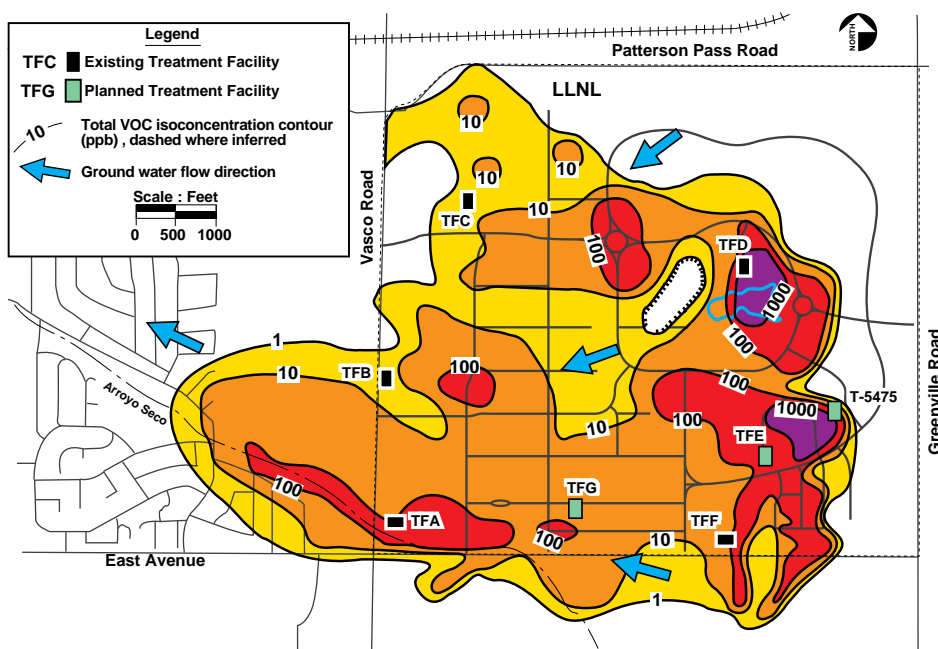 Legend
TFC Existing Treatment Facility
TFG Planned Treatment Facility
10 Total VOC isoconcentration contour
(ppb) , dashed where inferred
Ground water flow direction
Scale : Feet
0 500 1000
NORTH
Patterson Pass Road
LLNL
Vasco Road
Greenville Road
10
10
10
TFC
10
100
TFD
1000
100
1
10
TFB
100
100
T-5475
Arroyo Seco
100
1000
10
TFE
100
TFG
TFA
TFF
100
10
East Avenue
1